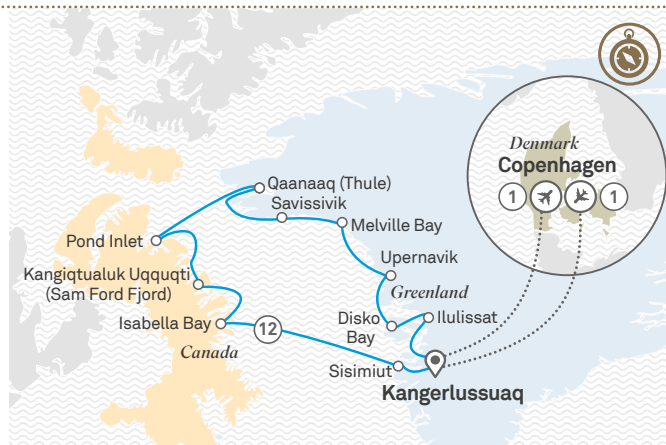 Denmark
Copenhagen
1
1
Qaanaaq (Thule)
Savissivik
Melville Bay
Pond Inlet
Upernavik
Kangiqtualuk Uqquqti
(Sam Ford Fjord)
Greenland
Isabella Bay
12
Disko
Bay
Ilulissat
Canada
Sisimiut
Kangerlussuaq